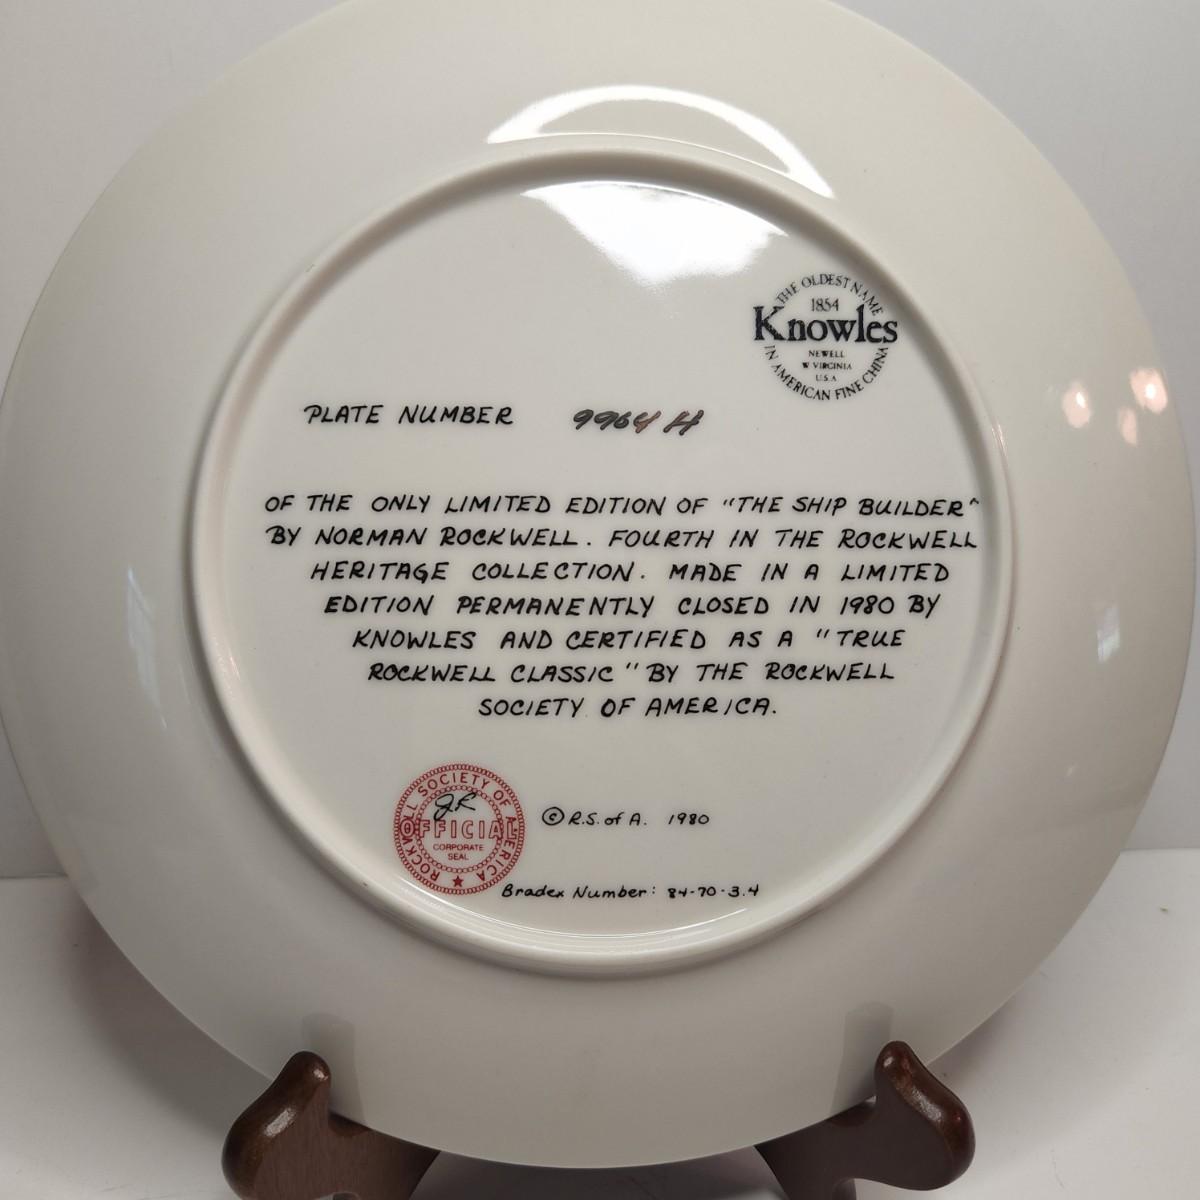 THE OLDEST NAME
1854
Knowles
NEWELL
W VIRGINIA
U.S.A
IN AMERICAN FINE CHINA
PLATE NUMBER 9964 H
OF THE ONLY LIMITED EDITION OF "THE SHIP BUILDER"
BY NORMAN ROCKWELL. FOURTH IN THE ROCKWELL
HERITAGE COLLECTION. MADE IN A LIMITED
EDITION PERMANENTLY CLOSED IN 1980 BY
KNOWLES AND CERTIFIED AS A "TRUE
ROCKWELL CLASSIC" BY THE ROCKWELL
SOCIETY OF AMERICA.
ROCKWELL SOCIETY OF AMERICA
JR
OFFICIAL
CORPORATE
SEAL
© R.S. of A. 1980
Bradex Number: 84-70-3.4